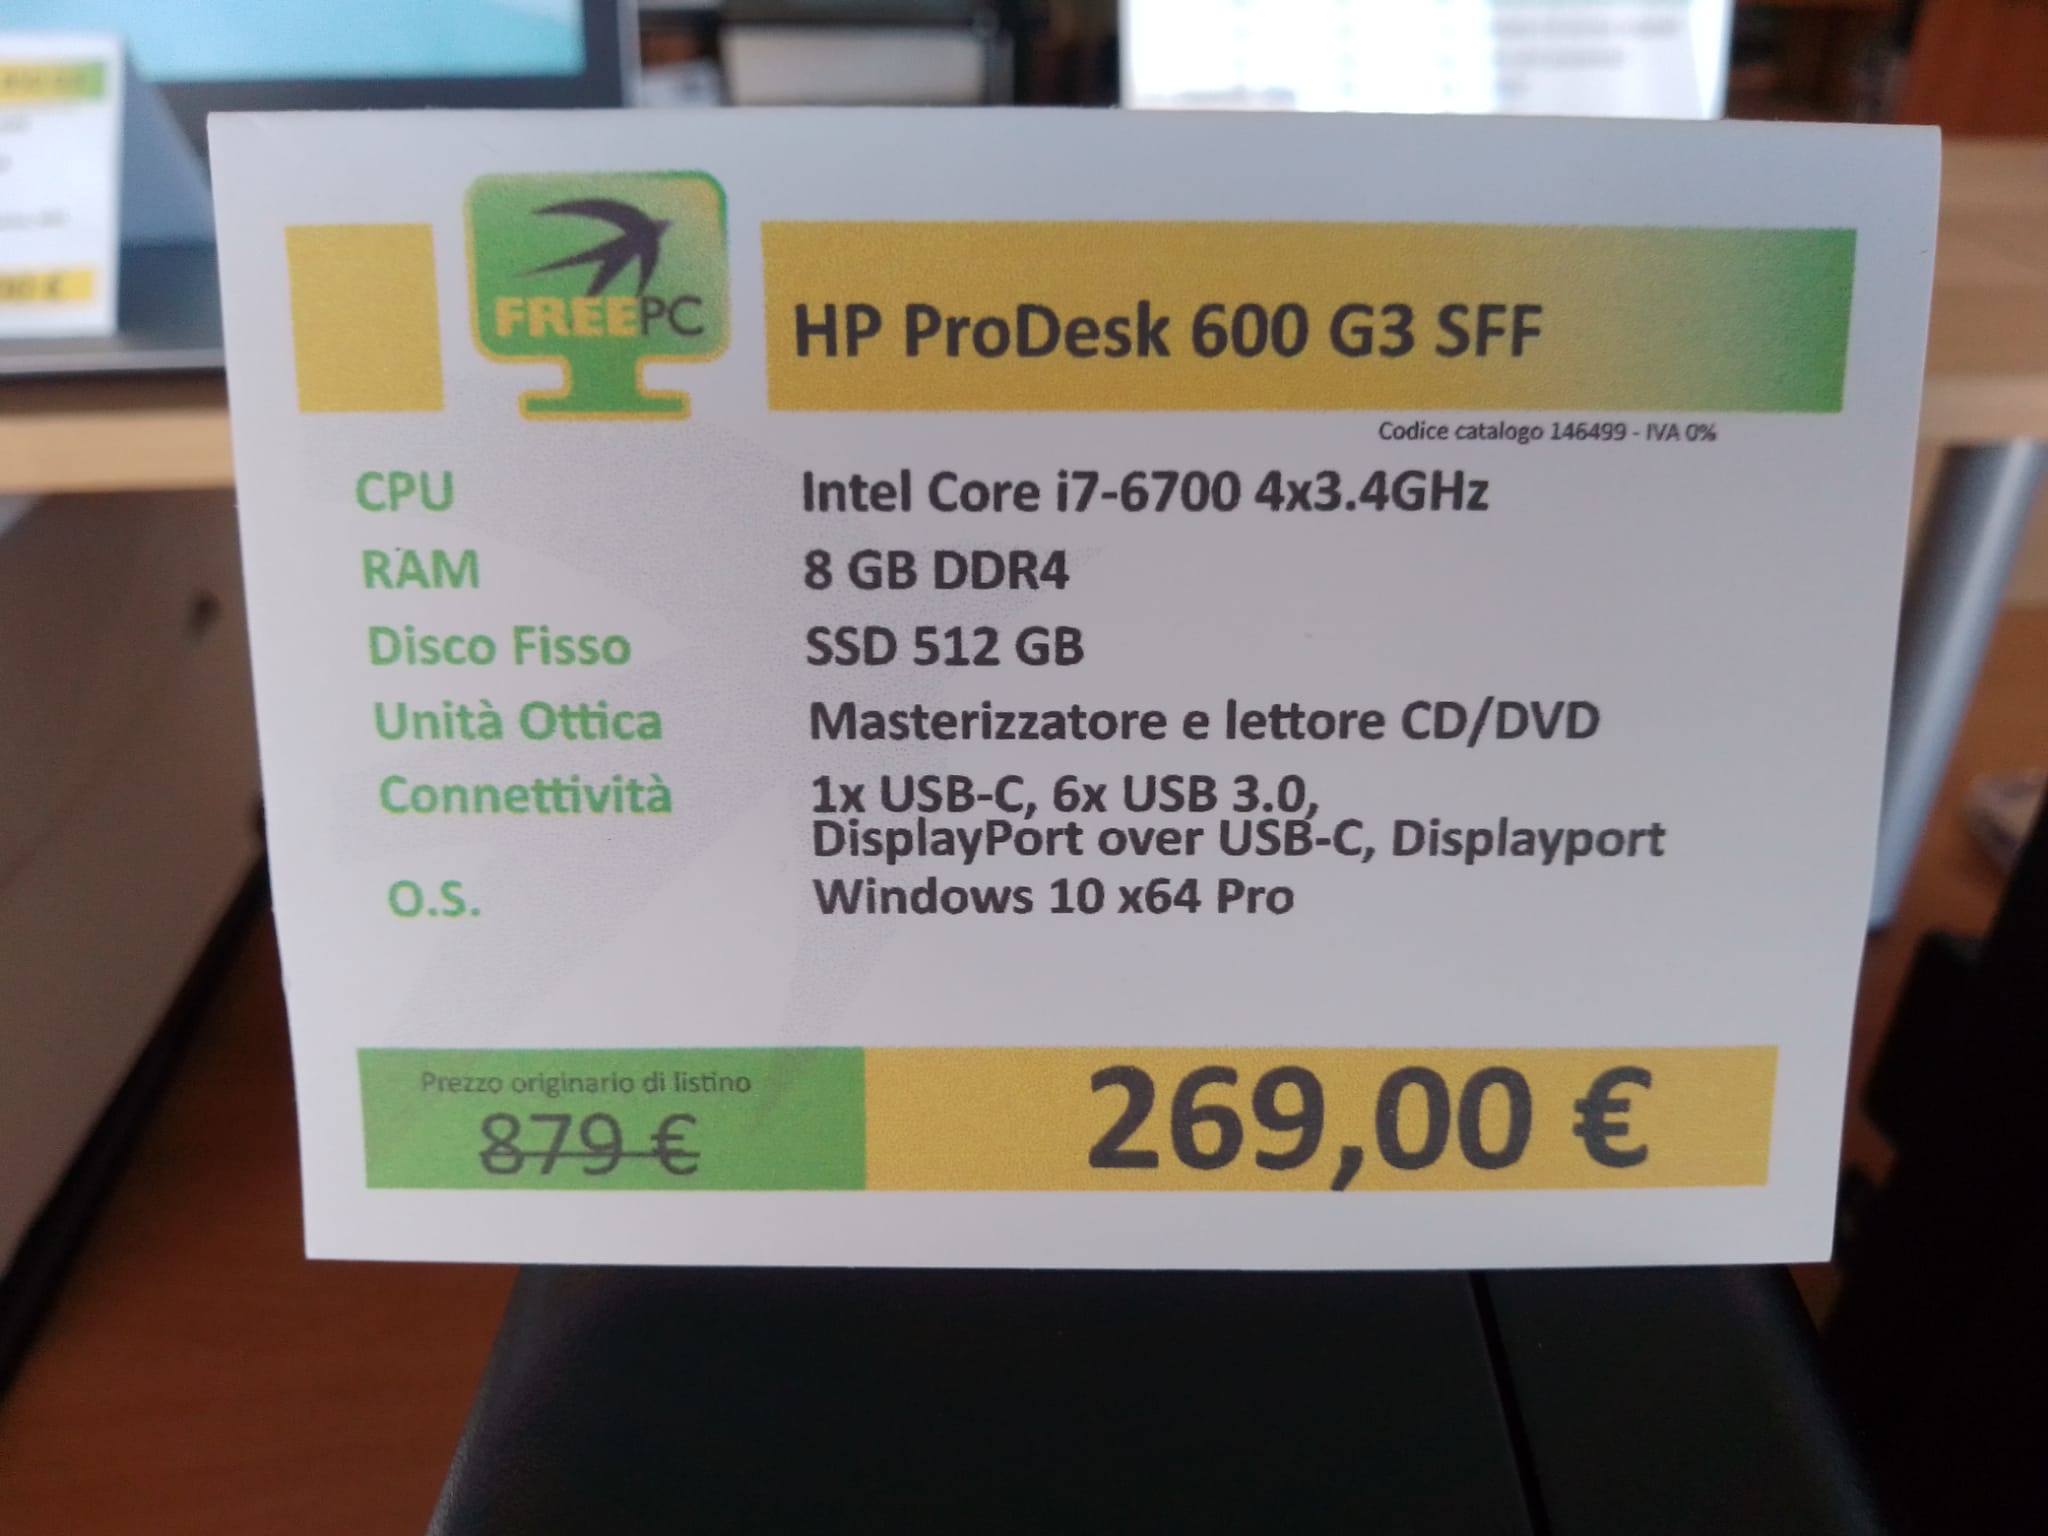 FREEPC
HP ProDesk 600 G3 SFF
Codice catalogo 146499 - IVA 0%
CPU Intel Core i7-6700 4x3.4GHz
RAM 8 GB DDR4
Disco Fisso SSD 512 GB
Unità Ottica Masterizzatore e lettore CD/DVD
Connettività 1x USB-C, 6x USB 3.0,
DisplayPort over USB-C, Displayport
O.S. Windows 10 x64 Pro
Prezzo originario di listino
879 €
269,00 €